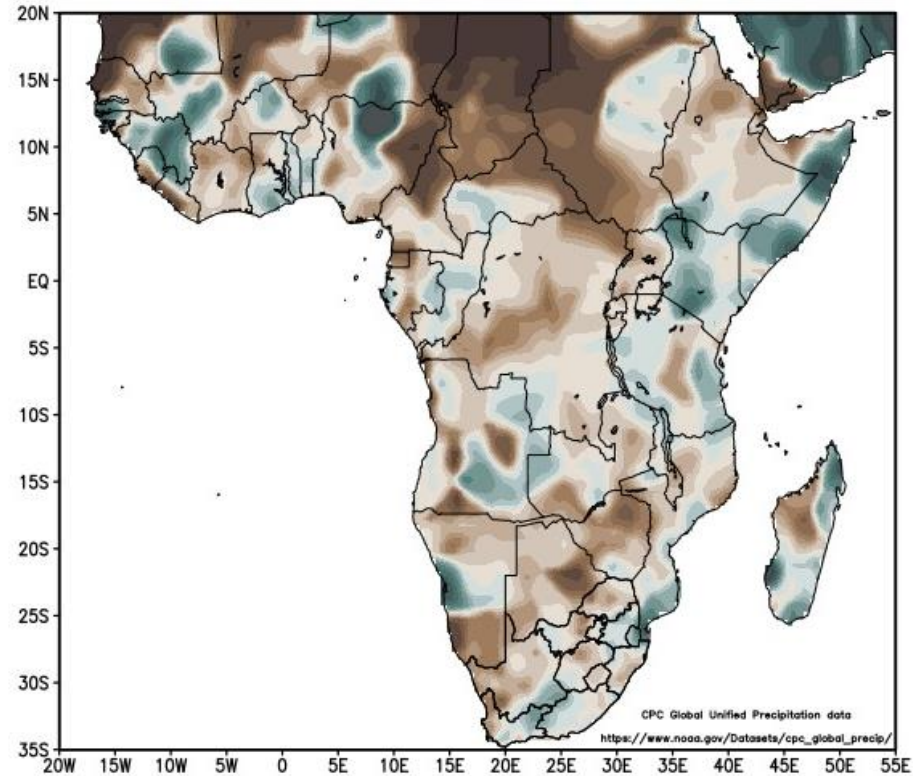 20N
15N
10N
5N
EQ
5S
10S
15S
20S
25S
30S
35S
CPC Global Unified Precipitation data
https://www.noaa.gov/Datasets/cpc_global_precip/
20W 15W 10W 5W 0 5E 10E 15E 20E 25E 30E 35E 40E 45E 50E 55E